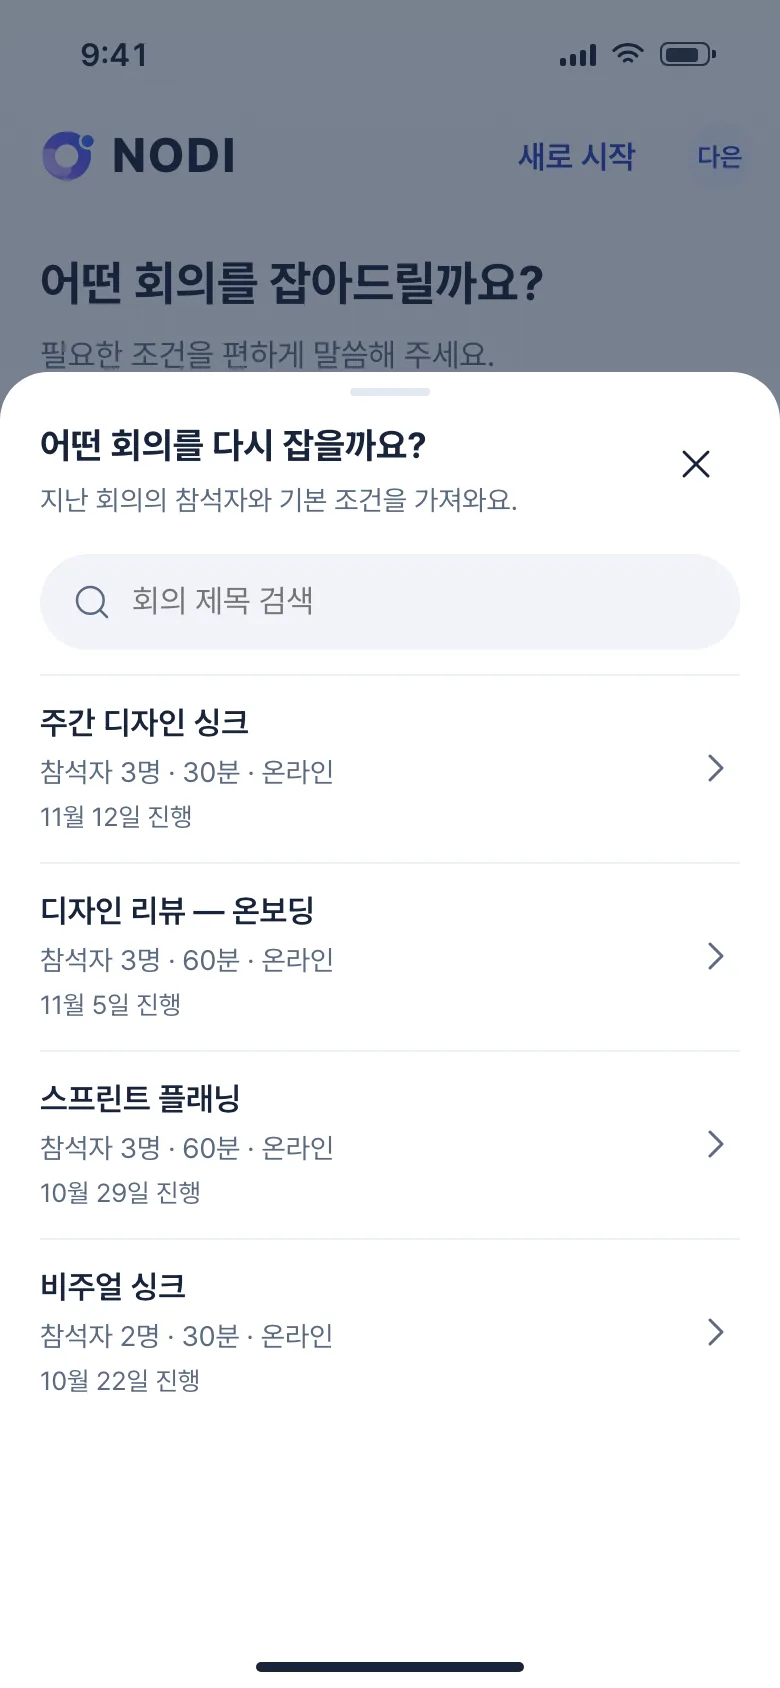 9:41
NODI
새로 시작
다은
어떤 회의를 잡아드릴까요?
필요한 조건을 편하게 말씀해 주세요.
어떤 회의를 다시 잡을까요?
지난 회의의 참석자와 기본 조건을 가져와요.
회의 제목 검색
주간 디자인 싱크
참석자 3명 · 30분 · 온라인
11월 12일 진행
디자인 리뷰 — 온보딩
참석자 3명 · 60분 · 온라인
11월 5일 진행
스프린트 플래닝
참석자 3명 · 60분 · 온라인
10월 29일 진행
비주얼 싱크
참석자 2명 · 30분 · 온라인
10월 22일 진행